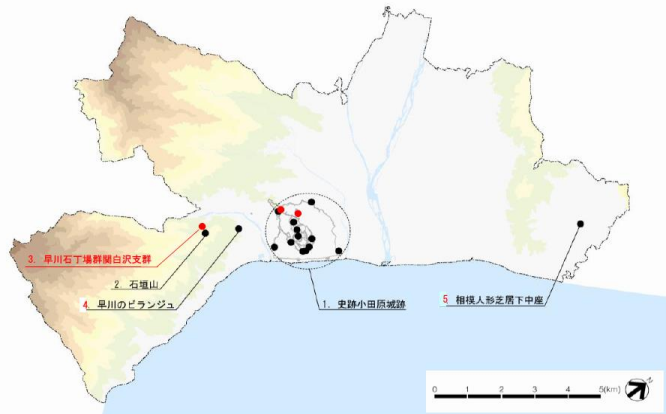 3. 早川石丁場群関白沢支群
2. 石垣山
4. 早川のビランジュ
1. 史跡小田原城跡
5 相模人形芝居下中座
0 1 2 3 4 5(km)
N